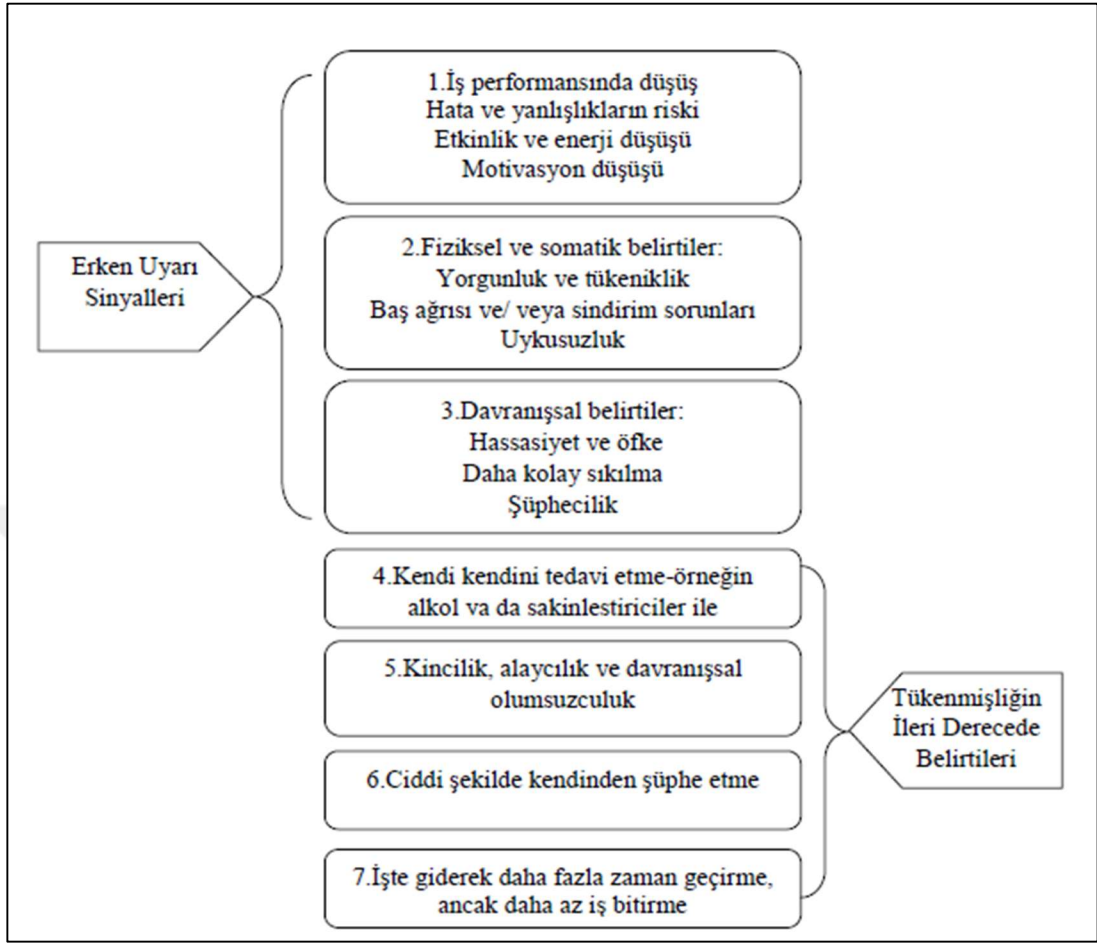 1.İş performansında düşüş
Hata ve yanlışlıkların riski
Etkinlik ve enerji düşüşü
Motivasyon düşüşü
Erken Uyarı
Sinyalleri
2.Fiziksel ve somatik belirtiler:
Yorgunluk ve tükeniklik
Baş ağrısı ve/ veya sindirim sorunları
Uykusuzluk
3.Davranışsal belirtiler:
Hassasiyet ve öfke
Daha kolay sıkılma
Şüphecilik
4.Kendi kendini tedavi etme-örneğin
alkol va da sakinlestiriciler ile
5.Kincilik, alaycılık ve davranışsal
olumsuzculuk
Tükenmişliğin
İleri Derecede
Belirtileri
6.Ciddi şekilde kendinden şüphe etme
7.İşte giderek daha fazla zaman geçirme,
ancak daha az iş bitirme